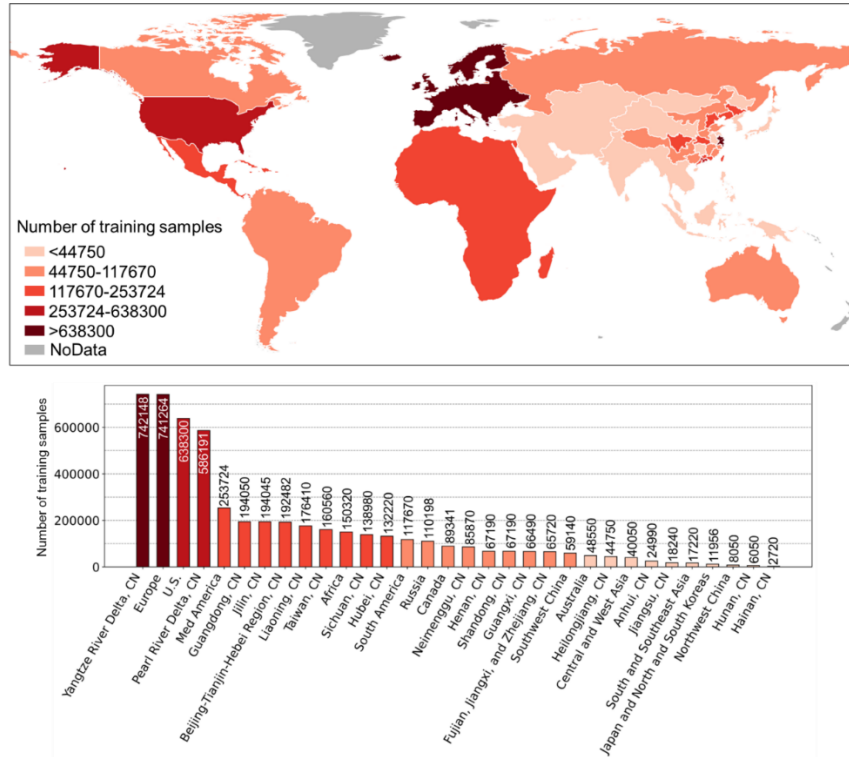 Number of training samples
<44750
44750-117670
117670-253724
253724-638300
>638300
NoData
Number of training samples
600000
400000
200000
0
742148
741264
638300
586191
253724
194050
194045
192482
176410
160560
150320
138980
132220
117670
110198
89341
85870
67190
67190
66490
65720
59140
48550
44750
40050
24990
18240
17220
11956
8050
6050
2720
Yangtze River Delta, CN
Europe
U.S.
Pearl River Delta, CN
Med America
Guangdong, CN
Jilin, CN
Beijing-Tianjin-Hebei Region, CN
Liaoning, CN
Taiwan, CN
Africa
Sichuan, CN
Hubei, CN
South America
Russia
Canada
Neimenggu, CN
Henan, CN
Shandong, CN
Guangxi, CN
Fujian, Jiangxi, and Zhejiang, CN
Southwest China
Australia
Heilongjiang, CN
Central and West Asia
Anhui, CN
Jiangsu, CN
South and Southeast Asia
Japan and North and South Koreas
Northwest China
Hunan, CN
Hainan, CN